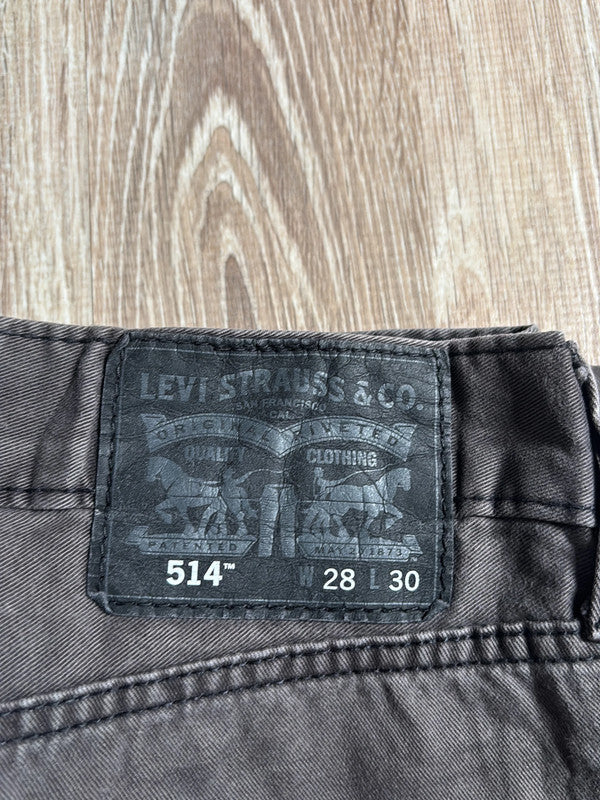 LEVI STRAUSS & CO.
SAN FRANCISCO
CAL.
ORIGINAL RIVETED
QUALITY CLOTHING
PATENTED MAY 20 1873
514™ W 28 L 30